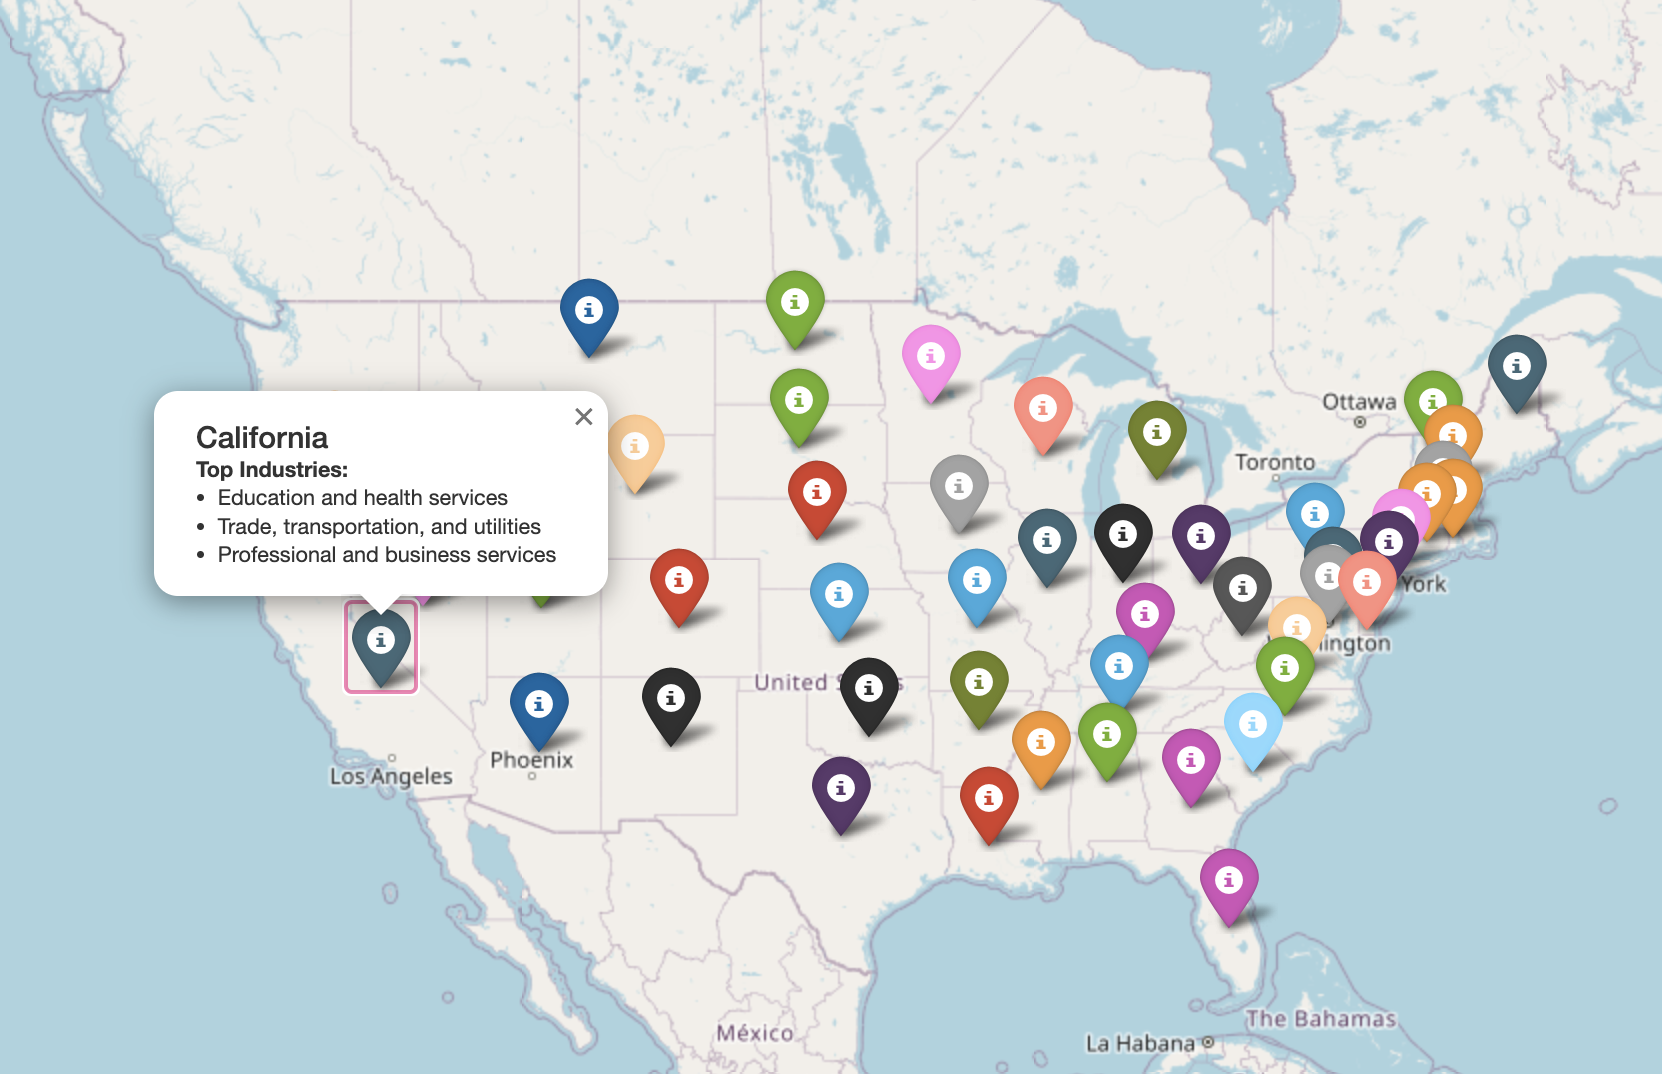 California
Top Industries:
• Education and health services
• Trade, transportation, and utilities
• Professional and business services
Ottawa
Toronto
York
ington
United S
s
Los Angeles
Phoenix
México
The Bahamas
La Habana